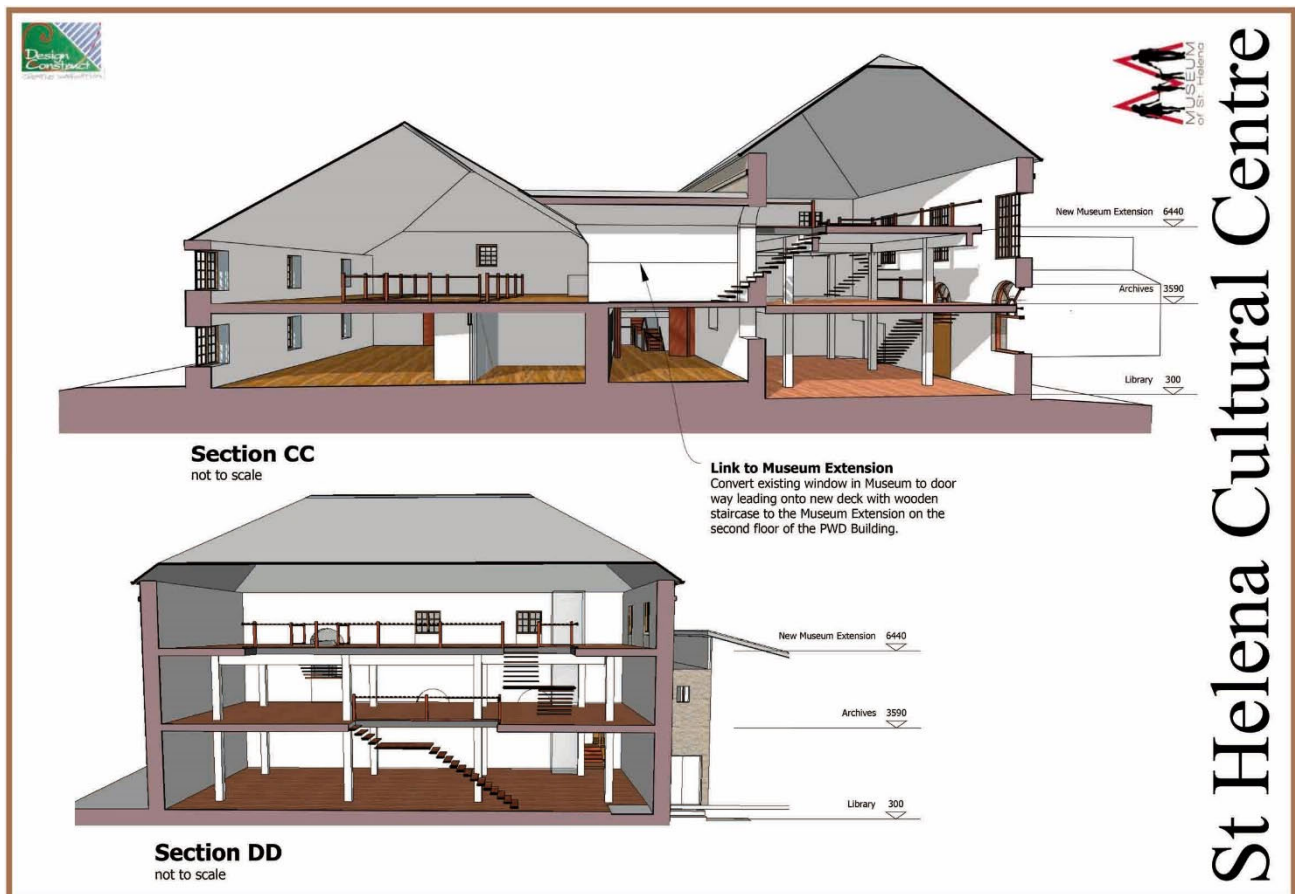 Design
Construct
MUSEUM
of St. Helena
St Helena Cultural Centre
New Museum Extension 6440
Archives 3590
Library 300
Section CC
not to scale
Link to Museum Extension
Convert existing window in Museum to door
way leading onto new deck with wooden
staircase to the Museum Extension on the
second floor of the PWD Building.
New Museum Extension 6440
Archives 3590
Library 300
Section DD
not to scale